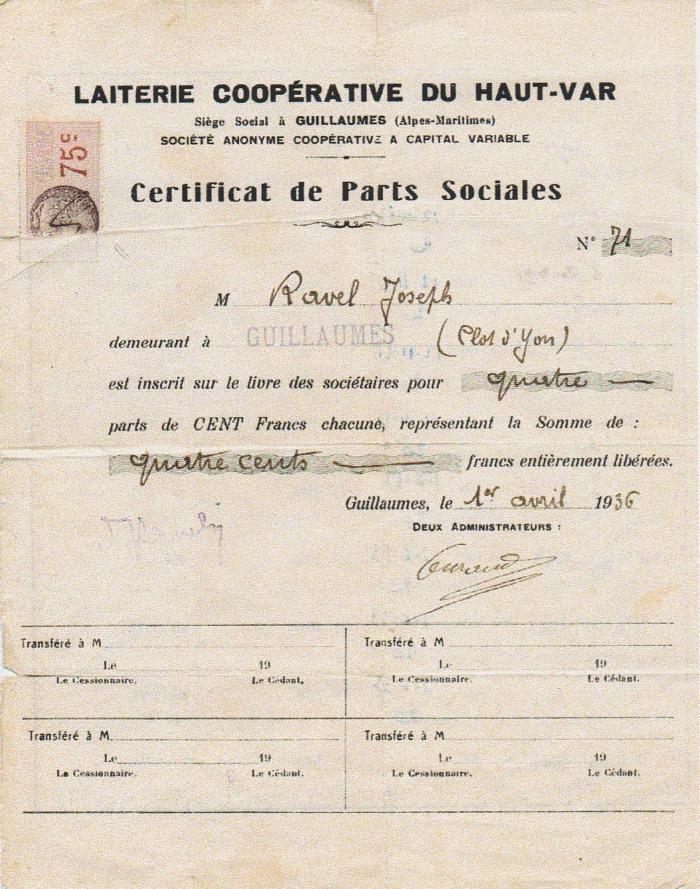 LAITERIE COOPÉRATIVE DU HAUT-VAR
Siège Social à GUILLAUMES (Alpes-Maritimes)
SOCIÉTÉ ANONYME COOPÉRATIVE A CAPITAL VARIABLE
75c
Certificat de Parts Sociales
N° 71
M Ravel Joseph
demeurant à GUILLAUMES (Clot d'Yon)
est inscrit sur le livre des sociétaires pour quatre
parts de CENT Francs chacune, représentant la Somme de :
quatre cents francs entièrement libérées.
Guillaumes, le 1er avril 1936
DEUX ADMINISTRATEURS :
Transféré à M Transféré à M
Le 19 Le 19
Le Cessionnaire. Le Cédant. Le Cessionnaire. Le Cédant.
Transféré à M. Transféré à M
Le 19 Le 19
Le Cessionnaire. Le Cédant. Le Cessionnaire. Le Cédant.